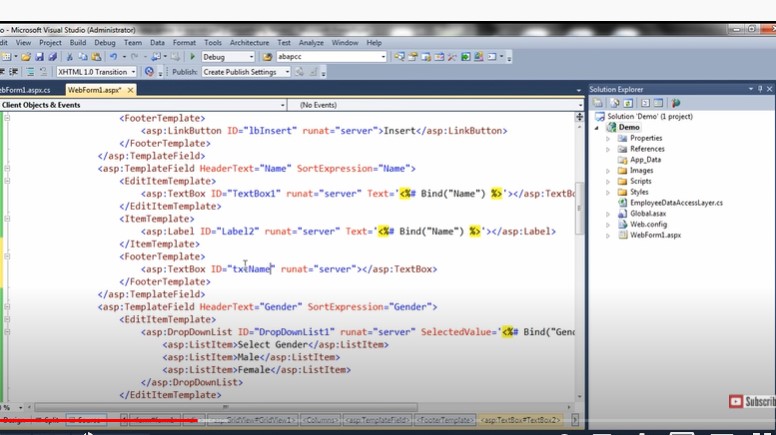 o - Microsoft Visual Studio (Administrator)
dit View Project Build Debug Team Data Format Tools Architecture Test Analyze Window Help
Debug abapcc
XHTML 1.0 Transition Publish: Create Publish Settings
ebForm1.aspx.cs WebForm1.aspx*
Client Objects & Events (No Events)
<FooterTemplate>
<asp:LinkButton ID="lbInsert" runat="server">Insert</asp:LinkButton>
</FooterTemplate>
</asp:TemplateField>
<asp:TemplateField HeaderText="Name" SortExpression="Name">
<EditItemTemplate>
<asp:TextBox ID="TextBox1" runat="server" Text='<%# Bind("Name") %>'></asp:TextBo
</EditItemTemplate>
<ItemTemplate>
<asp:Label ID="Label2" runat="server" Text='<%# Bind("Name") %>'></asp:Label>
</ItemTemplate>
<FooterTemplate>
<asp:TextBox ID="txtName" runat="server"></asp:TextBox>
</FooterTemplate>
</asp:TemplateField>
<asp:TemplateField HeaderText="Gender" SortExpression="Gender">
<EditItemTemplate>
<asp:DropDownList ID="DropDownList1" runat="server" SelectedValue='<%# Bind("Gend
<asp:ListItem>Select Gender</asp:ListItem>
<asp:ListItem>Male</asp:ListItem>
<asp:ListItem>Female</asp:ListItem>
</asp:DropDownList>
</EditItemTemplate>
Solution Explorer
Solution 'Demo' (1 project)
Demo
Properties
References
App_Data
Images
Scripts
Styles
EmployeeDataAccessLayer.cs
Global.asax
Web.config
WebForm1.aspx
Subscrib
<asp:GridView#GridView1> <Columns> <asp:TemplateField> <FooterTemplate> <asp:TextBox#TextBox2>